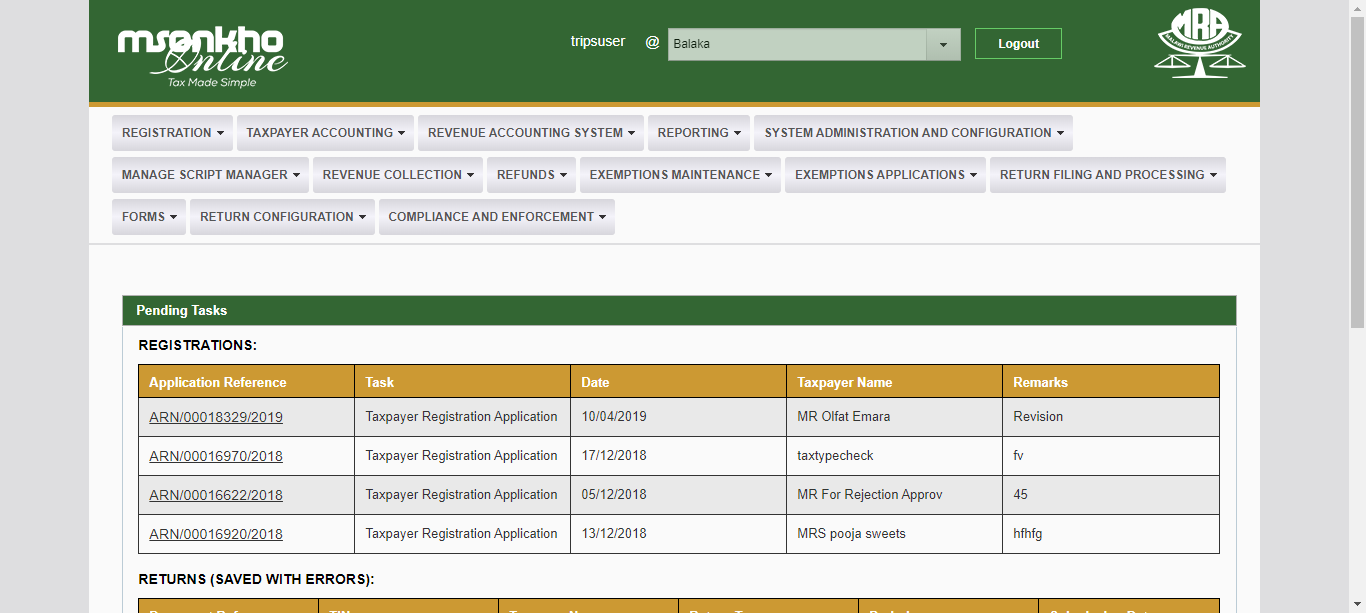 msonkho
Online
Tax Made Simple
tripsuser @ Balaka Logout
MRA
MALAWI REVENUE AUTHORITY
REGISTRATION TAXPAYER ACCOUNTING REVENUE ACCOUNTING SYSTEM REPORTING SYSTEM ADMINISTRATION AND CONFIGURATION
MANAGE SCRIPT MANAGER REVENUE COLLECTION REFUNDS EXEMPTIONS MAINTENANCE EXEMPTIONS APPLICATIONS RETURN FILING AND PROCESSING
FORMS RETURN CONFIGURATION COMPLIANCE AND ENFORCEMENT
Pending Tasks
REGISTRATIONS:
Application Reference Task Date Taxpayer Name Remarks
ARN/00018329/2019 Taxpayer Registration Application 10/04/2019 MR Olfat Emara Revision
ARN/00016970/2018 Taxpayer Registration Application 17/12/2018 taxtypecheck fv
ARN/00016622/2018 Taxpayer Registration Application 05/12/2018 MR For Rejection Approv 45
ARN/00016920/2018 Taxpayer Registration Application 13/12/2018 MRS pooja sweets hfhfg
RETURNS (SAVED WITH ERRORS):